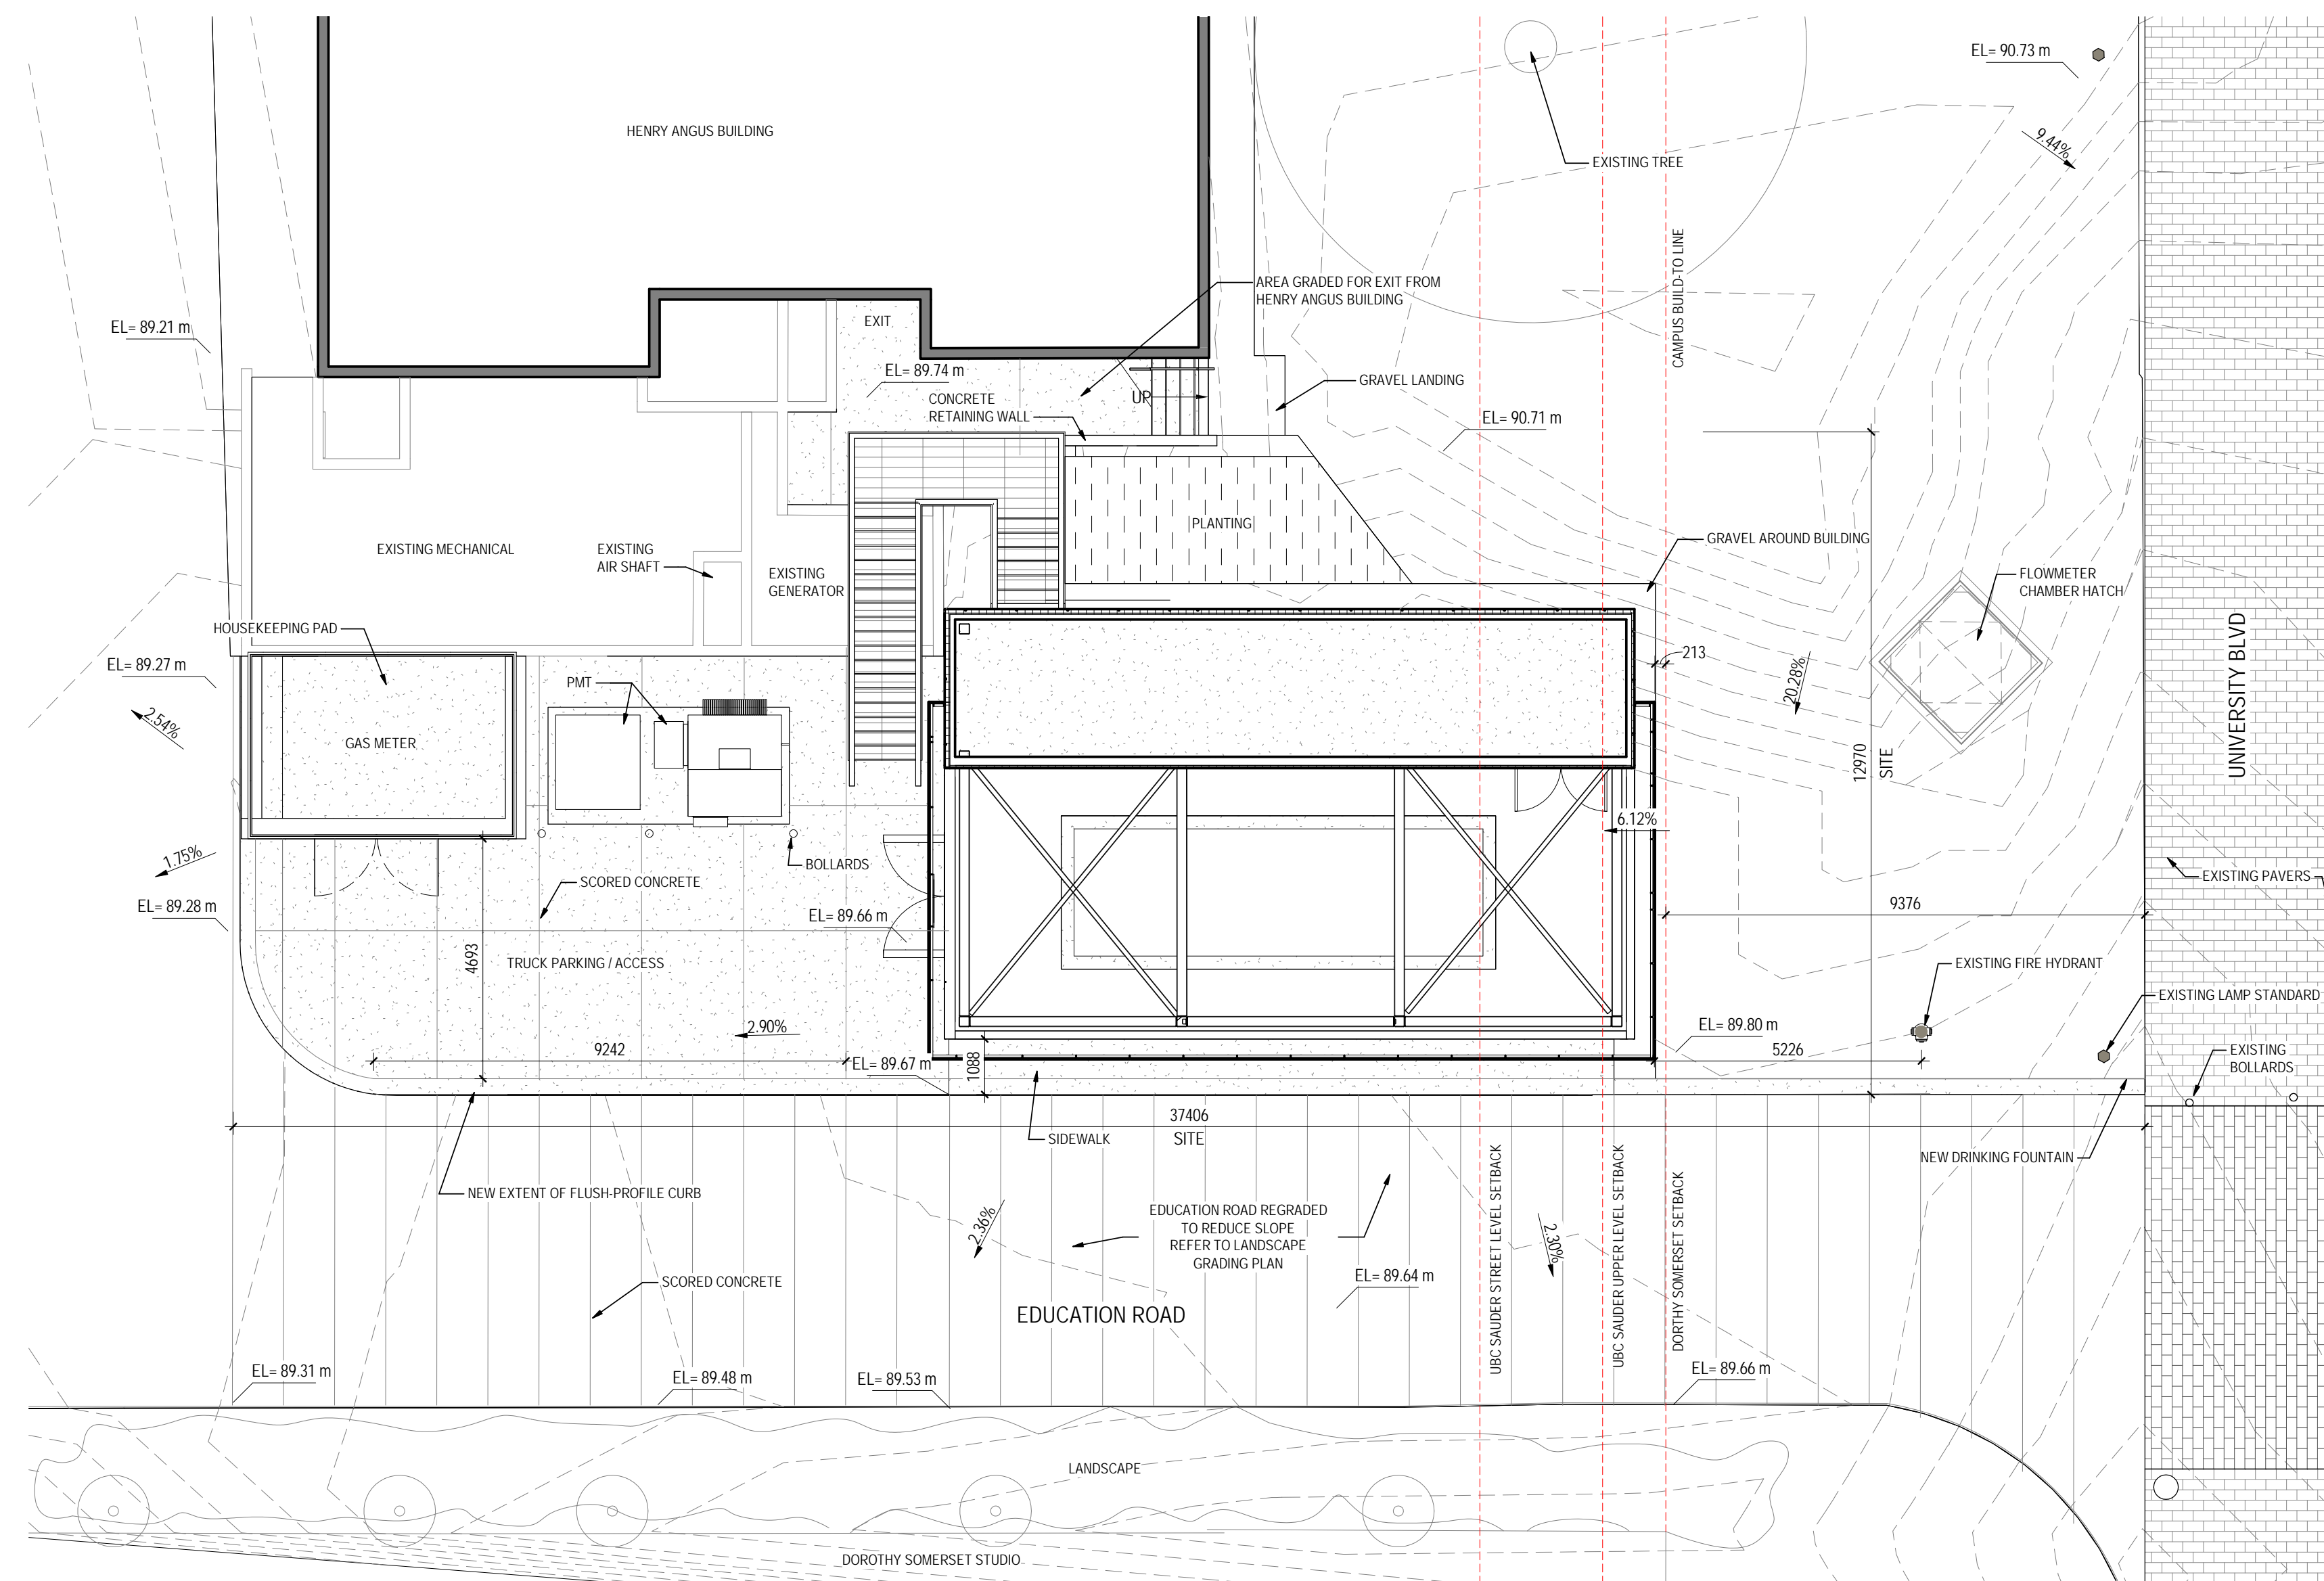 EL= 90.73 m
HENRY ANGUS BUILDING
9.44%
EXISTING TREE
CAMPUS BUILD-TO LINE
AREA GRADED FOR EXIT FROM
HENRY ANGUS BUILDING
EXIT
EL= 89.21 m
EL= 89.74 m
GRAVEL LANDING
CONCRETE
RETAINING WALL
UP
EL= 90.71 m
PLANTING
GRAVEL AROUND BUILDING
EXISTING MECHANICAL
EXISTING
AIR SHAFT
EXISTING
GENERATOR
FLOWMETER
CHAMBER HATCH
HOUSEKEEPING PAD
UNIVERSITY BLVD
213
EL= 89.27 m
PMT
20.28%
2.54%
GAS METER
12970
SITE
6.12%
1.75%
BOLLARDS
SCORED CONCRETE
EXISTING PAVERS
EL= 89.28 m
EL= 89.66 m
9376
4693
TRUCK PARKING / ACCESS
EXISTING FIRE HYDRANT
EXISTING LAMP STANDARD
2.90%
EL= 89.80 m
9242
5226
EXISTING
BOLLARDS
EL= 89.67 m
1088
37406
SITE
SIDEWALK
NEW DRINKING FOUNTAIN
NEW EXTENT OF FLUSH-PROFILE CURB
UBC SAUDER STREET LEVEL SETBACK
UBC SAUDER UPPER LEVEL SETBACK
DORTHY SOMERSET SETBACK
2.36%
EDUCATION ROAD REGRADED
TO REDUCE SLOPE
REFER TO LANDSCAPE
GRADING PLAN
2.30%
SCORED CONCRETE
EL= 89.64 m
EDUCATION ROAD
EL= 89.31 m
EL= 89.48 m
EL= 89.53 m
EL= 89.66 m
LANDSCAPE
DOROTHY SOMERSET STUDIO